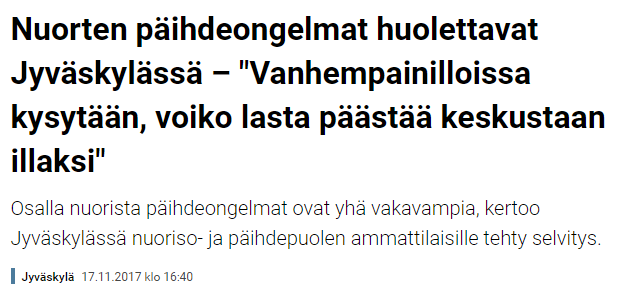 Nuorten päihdeongelmat huolettavat
Jyväskylässä – "Vanhempainilloissa
kysytään, voiko lasta päästää keskustaan
illaksi"
Osalla nuorista päihdeongelmat ovat yhä vakavampia, kertoo
Jyväskylässä nuoriso- ja päihdepuolen ammattilaisille tehty selvitys.
Jyväskylä 17.11.2017 klo 16:40